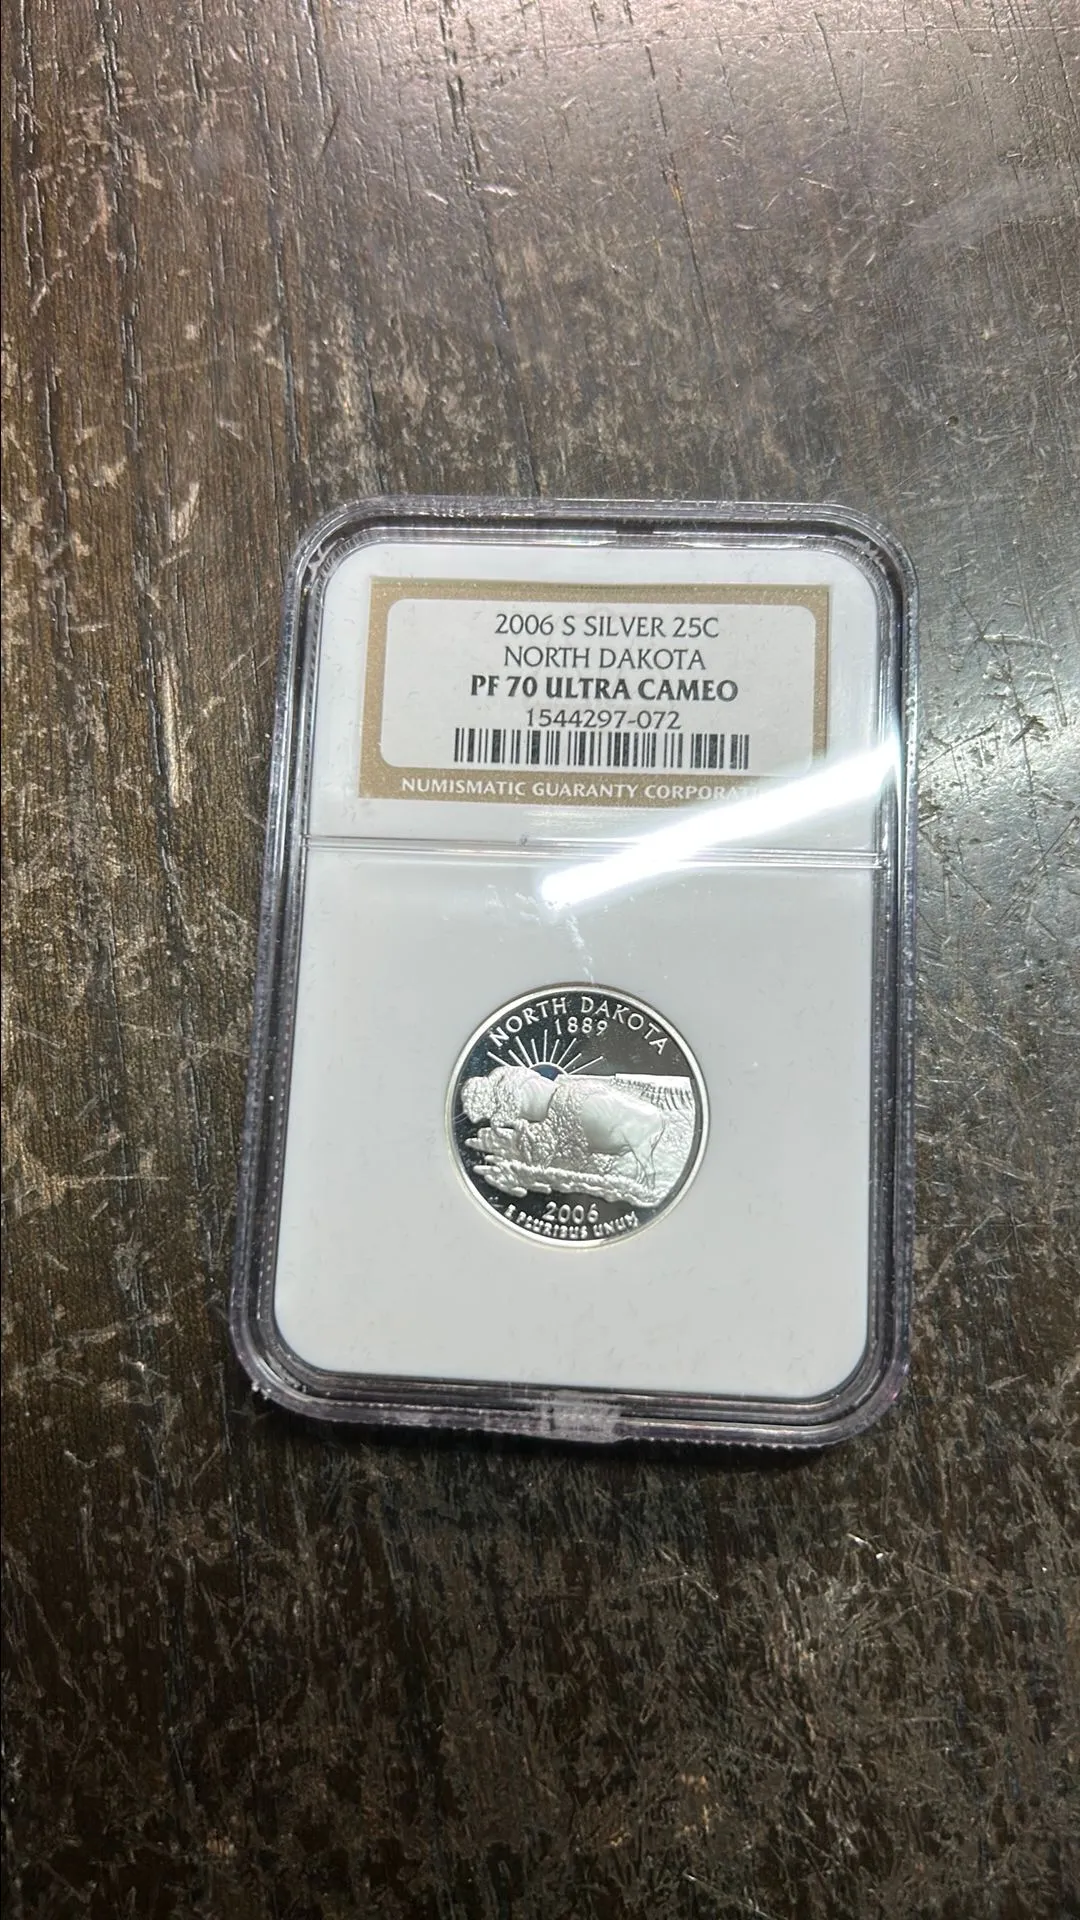 2006 S SILVER 25C
NORTH DAKOTA
PF 70 ULTRA CAMEO
1544297-072
NUMISMATIC GUARANTY CORPORATI
NORTH DAKOTA
1889
2006
E PLURIBUS UNUM